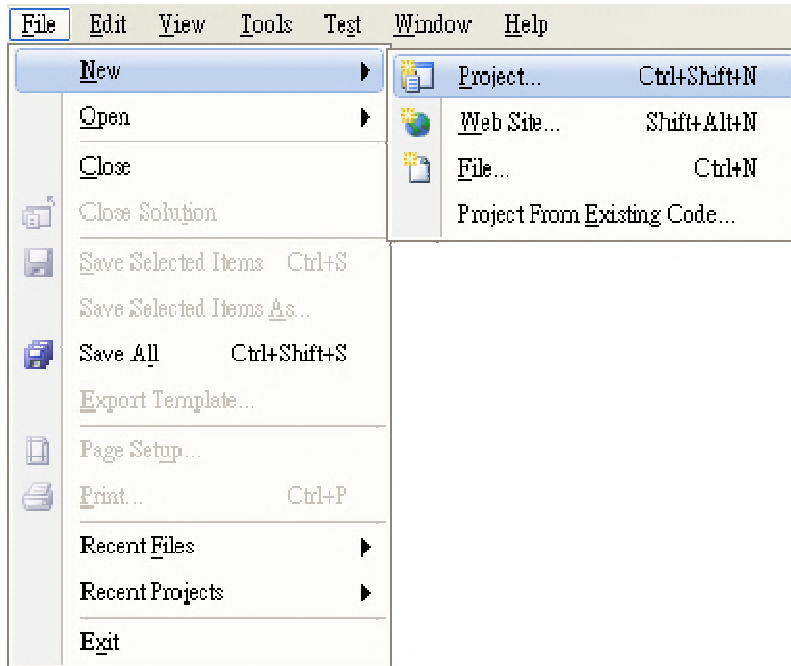 File Edit View Tools Test Window Help
New
Project... Ctrl+Shift+N
Open
Web Site... Shift+Alt+N
Close
File... Ctrl+N
Close Solution
Project From Existing Code...
Save Selected Items Ctrl+S
Save Selected Items As...
Save All Ctrl+Shift+S
Export Template...
Page Setup...
Print... Ctrl+P
Recent Files
Recent Projects
Exit